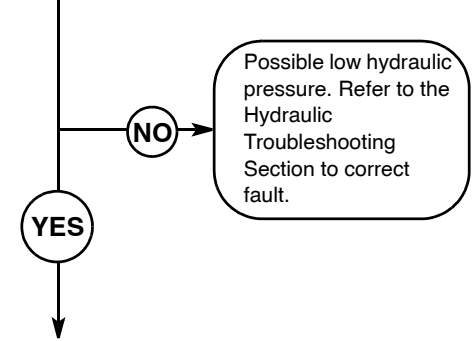 Possible low hydraulic
pressure. Refer to the
Hydraulic
Troubleshooting
Section to correct
fault.
NO
YES